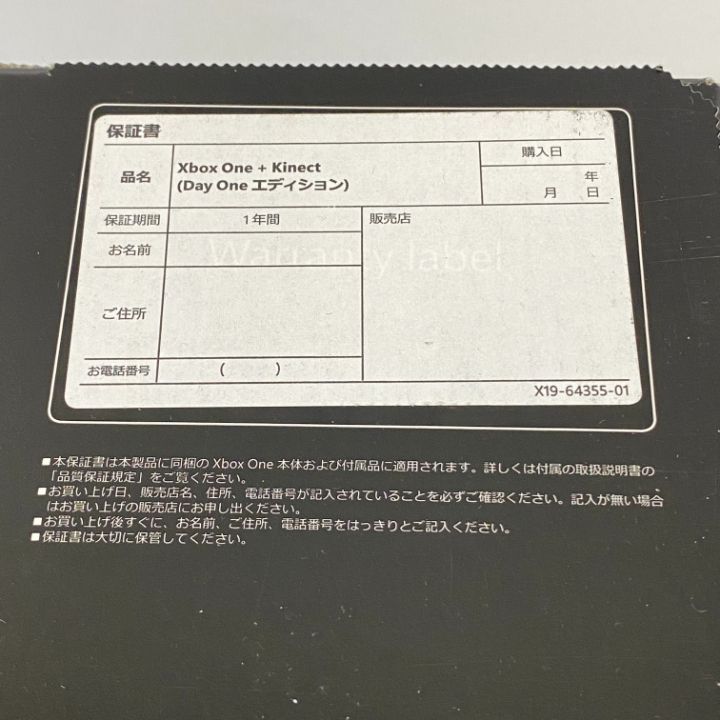 保証書
品名
Xbox One + Kinect
(Day One エディション)
購入日
年
月 日
保証期間
1年間
販売店
お名前
Warranty label
ご住所
お電話番号
( )
X19-64355-01
■本保証書は本製品に同梱の Xbox One 本体および付属品に適用されます。詳しくは付属の取扱説明書の
「品質保証規定」をご覧ください。
■お買い上げ日、販売店名、住所、電話番号が記入されていることを必ずご確認ください。記入が無い場合
はお買い上げの販売店にお申し出ください。
■お買い上げ後すぐに、お名前、ご住所、電話番号をはっきりとご記入ください。
■保証書は大切に保管してください。